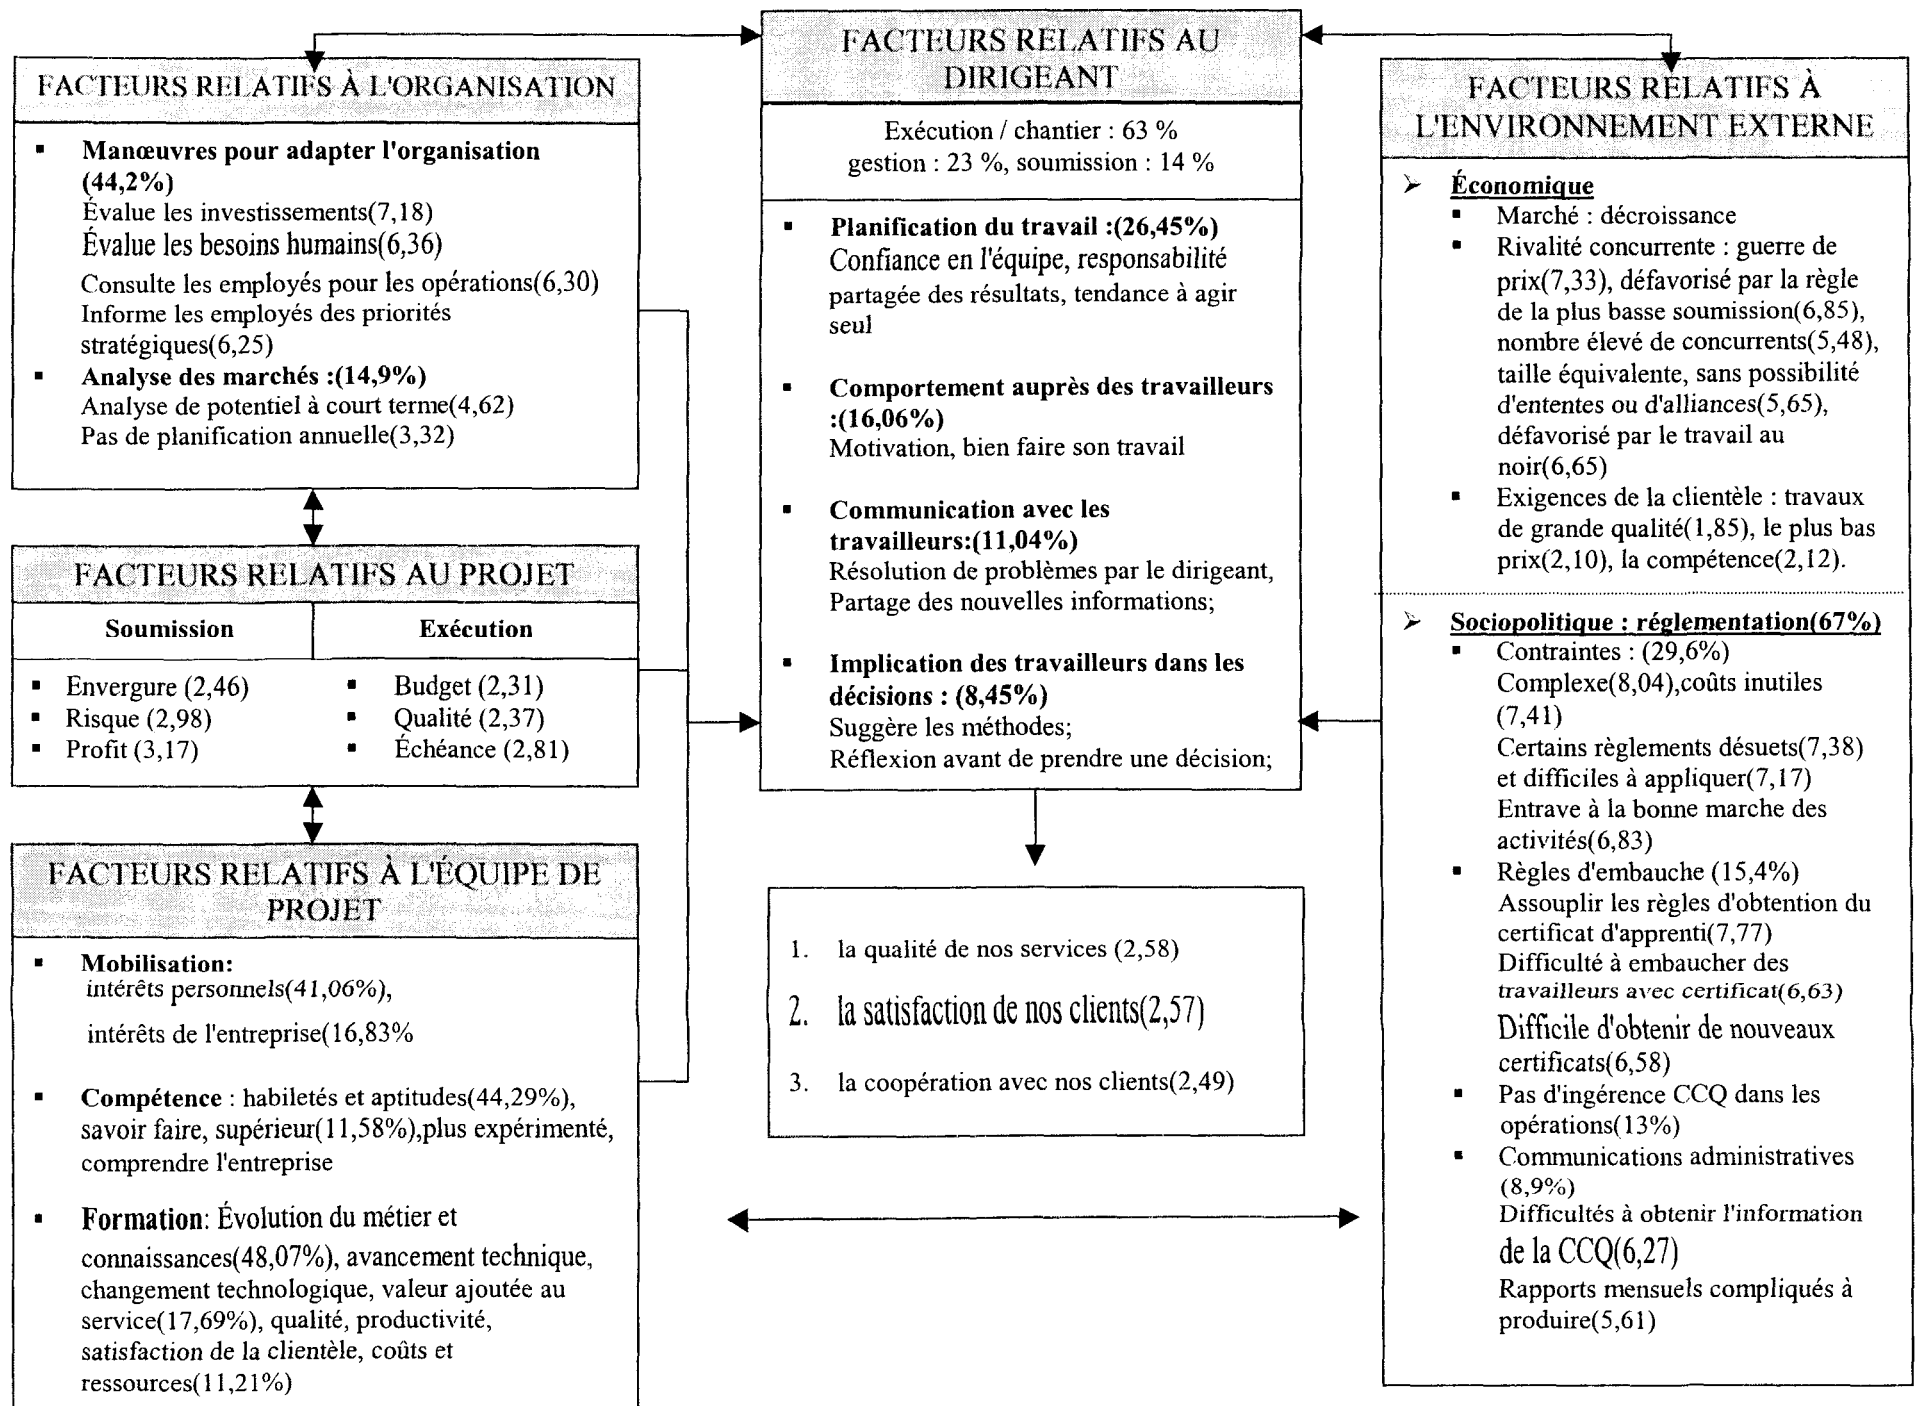 FACTEURS RELATIFS À L'ORGANISATION
▪ Manœuvres pour adapter l'organisation
(44,2%)
Évalue les investissements(7,18)
Évalue les besoins humains(6,36)
Consulte les employés pour les opérations(6,30)
Informe les employés des priorités
stratégiques(6,25)
▪ Analyse des marchés :(14,9%)
Analyse de potentiel à court terme(4,62)
Pas de planification annuelle(3,32)
FACTEURS RELATIFS AU PROJET
Soumission
▪ Envergure (2,46)
▪ Risque (2,98)
▪ Profit (3,17)
Exécution
▪ Budget (2,31)
▪ Qualité (2,37)
▪ Échéance (2,81)
FACTEURS RELATIFS À L'ÉQUIPE DE
PROJET
▪ Mobilisation:
intérêts personnels(41,06%),
intérêts de l'entreprise(16,83%
▪ Compétence : habiletés et aptitudes(44,29%),
savoir faire, supérieur(11,58%),plus expérimenté,
comprendre l'entreprise
▪ Formation: Évolution du métier et
connaissances(48,07%), avancement technique,
changement technologique, valeur ajoutée au
service(17,69%), qualité, productivité,
satisfaction de la clientèle, coûts et
ressources(11,21%)
FACTEURS RELATIFS AU
DIRIGEANT
Exécution / chantier : 63 %
gestion : 23 %, soumission : 14 %
▪ Planification du travail :(26,45%)
Confiance en l'équipe, responsabilité
partagée des résultats, tendance à agir
seul
▪ Comportement auprès des travailleurs
:(16,06%)
Motivation, bien faire son travail
▪ Communication avec les
travailleurs:(11,04%)
Résolution de problèmes par le dirigeant,
Partage des nouvelles informations;
▪ Implication des travailleurs dans les
décisions : (8,45%)
Suggère les méthodes;
Réflexion avant de prendre une décision;
1. la qualité de nos services (2,58)
2. la satisfaction de nos clients(2,57)
3. la coopération avec nos clients(2,49)
FACTEURS RELATIFS À
L'ENVIRONNEMENT EXTERNE
➢ Économique
▪ Marché : décroissance
▪ Rivalité concurrente : guerre de
prix(7,33), défavorisé par la règle
de la plus basse soumission(6,85),
nombre élevé de concurrents(5,48),
taille équivalente, sans possibilité
d'ententes ou d'alliances(5,65),
défavorisé par le travail au
noir(6,65)
▪ Exigences de la clientèle : travaux
de grande qualité(1,85), le plus bas
prix(2,10), la compétence(2,12).
➢ Sociopolitique : réglementation(67%)
▪ Contraintes : (29,6%)
Complexe(8,04),coûts inutiles
(7,41)
Certains règlements désuets(7,38)
et difficiles à appliquer(7,17)
Entrave à la bonne marche des
activités(6,83)
▪ Règles d'embauche (15,4%)
Assouplir les règles d'obtention du
certificat d'apprenti(7,77)
Difficulté à embaucher des
travailleurs avec certificat(6,63)
Difficile d'obtenir de nouveaux
certificats(6,58)
▪ Pas d'ingérence CCQ dans les
opérations(13%)
▪ Communications administratives
(8,9%)
Difficultés à obtenir l'information
de la CCQ(6,27)
Rapports mensuels compliqués à
produire(5,61)